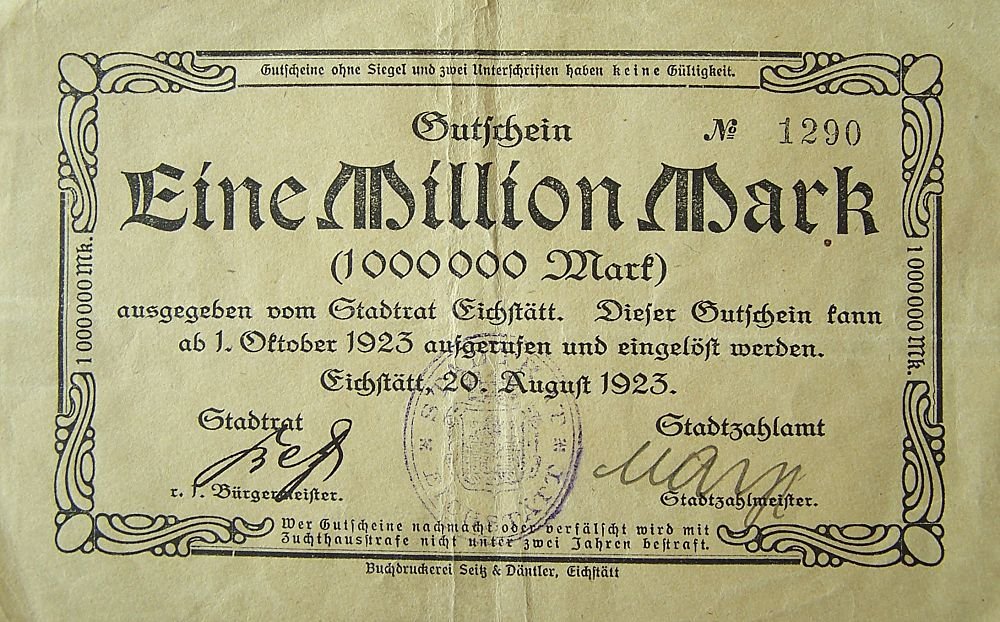 Gutscheine ohne Siegel und zwei Unterschriften haben keine Gültigkeit.
Gutschein № 1290
Eine Million Mark
(1000000 Mark)
ausgegeben vom Stadtrat Eichstätt. Dieser Gutschein kann
ab 1. Oktober 1923 aufgerufen und eingelöst werden.
Eichstätt, 20. August 1923.
Stadtrat Stadtzahlamt
r. k. Bürgermeister. Stadtzahlmeister.
Wer Gutscheine nachmacht oder verfälscht wird mit
Zuchthausstrafe nicht unter zwei Jahren bestraft.
1000000 Mk.
1000000 Mk.
Buchdruckerei Seitz & Däntler, Eichstätt